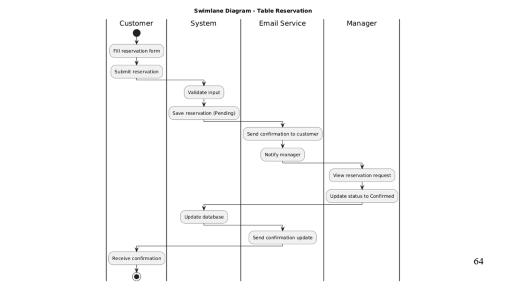 Swimlane Diagram - Table Reservation
Customer System Email Service Manager
Fill reservation form
Submit reservation
Validate input
Save reservation (Pending)
Send confirmation to customer
Notify manager
View reservation request
Update status to Confirmed
Update database
Send confirmation update
Receive confirmation
64